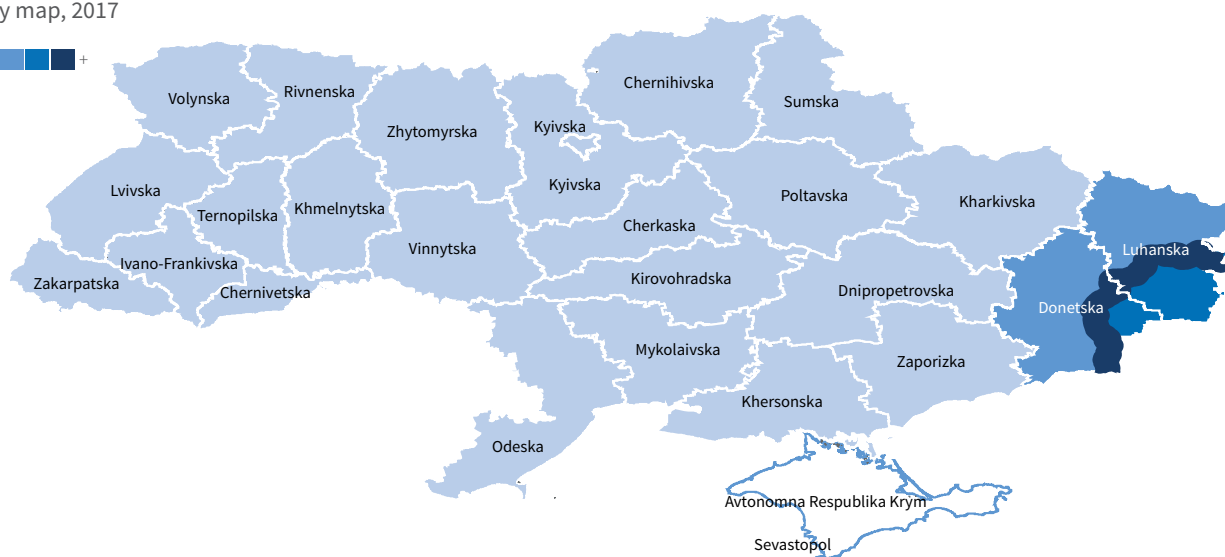 y map, 2017
+
Chernihivska
Rivnenska
Volynska
Sumska
Kyivska
Zhytomyrska
Kyivska
Lvivska
Poltavska
Kharkivska
Khmelnytska
Ternopilska
Cherkaska
Vinnytska
Luhanska
Ivano-Frankivska
Kirovohradska
Zakarpatska
Chernivetska
Dnipropetrovska
Donetska
Mykolaivska
Zaporizka
Khersonska
Odeska
Avtonomna Respublika Krym
Sevastopol